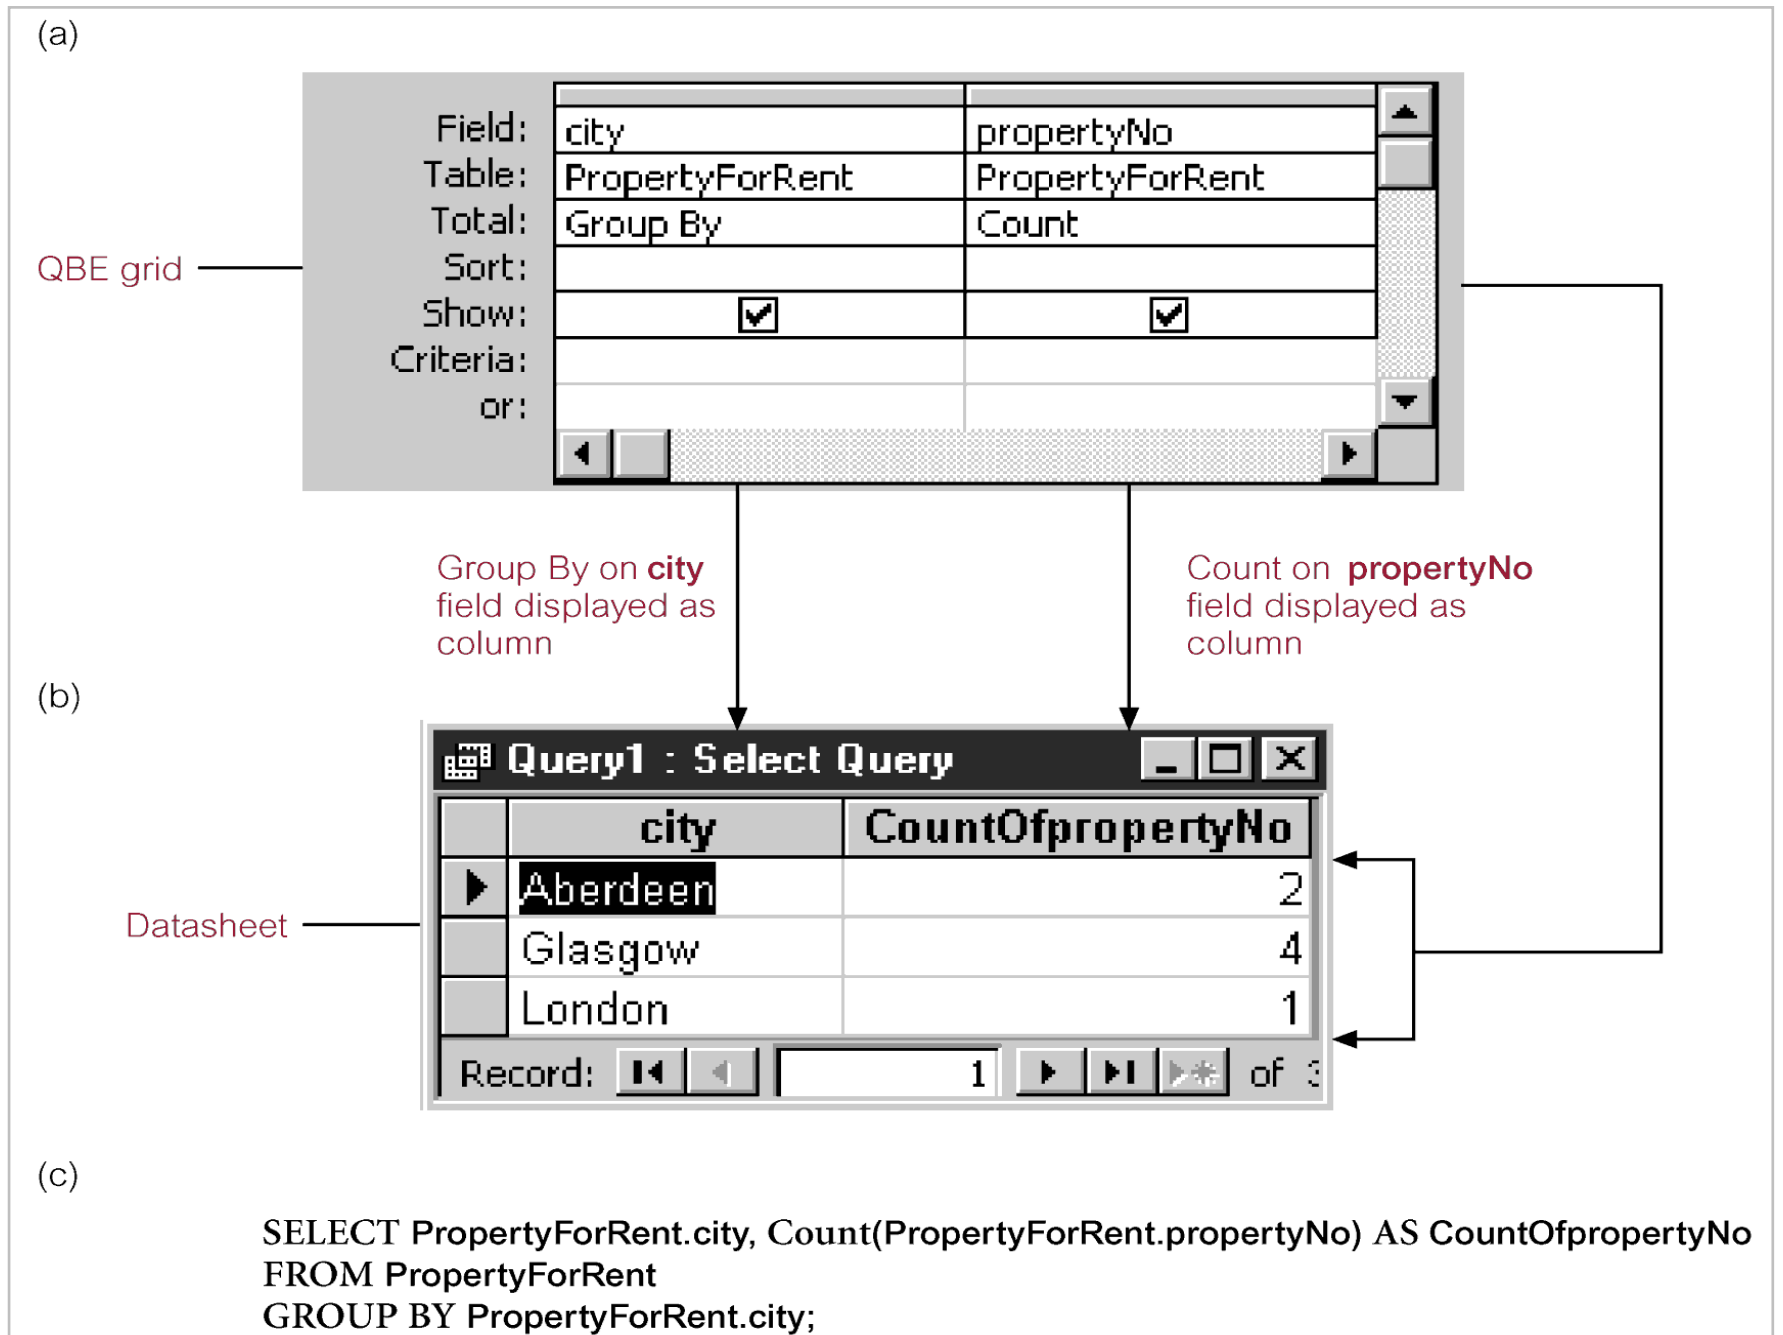 (a)
Field: city propertyNo
Table: PropertyForRent PropertyForRent
Total: Group By Count
QBE grid
Sort:
Show:
Criteria:
or:
Group By on city
field displayed as
column
Count on propertyNo
field displayed as
column
(b)
Query1 : Select Query
city CountOfpropertyNo
Aberdeen 2
Datasheet
Glasgow 4
London 1
Record: 1 of 3
(c)
SELECT PropertyForRent.city, Count(PropertyForRent.propertyNo) AS CountOfpropertyNo
FROM PropertyForRent
GROUP BY PropertyForRent.city;